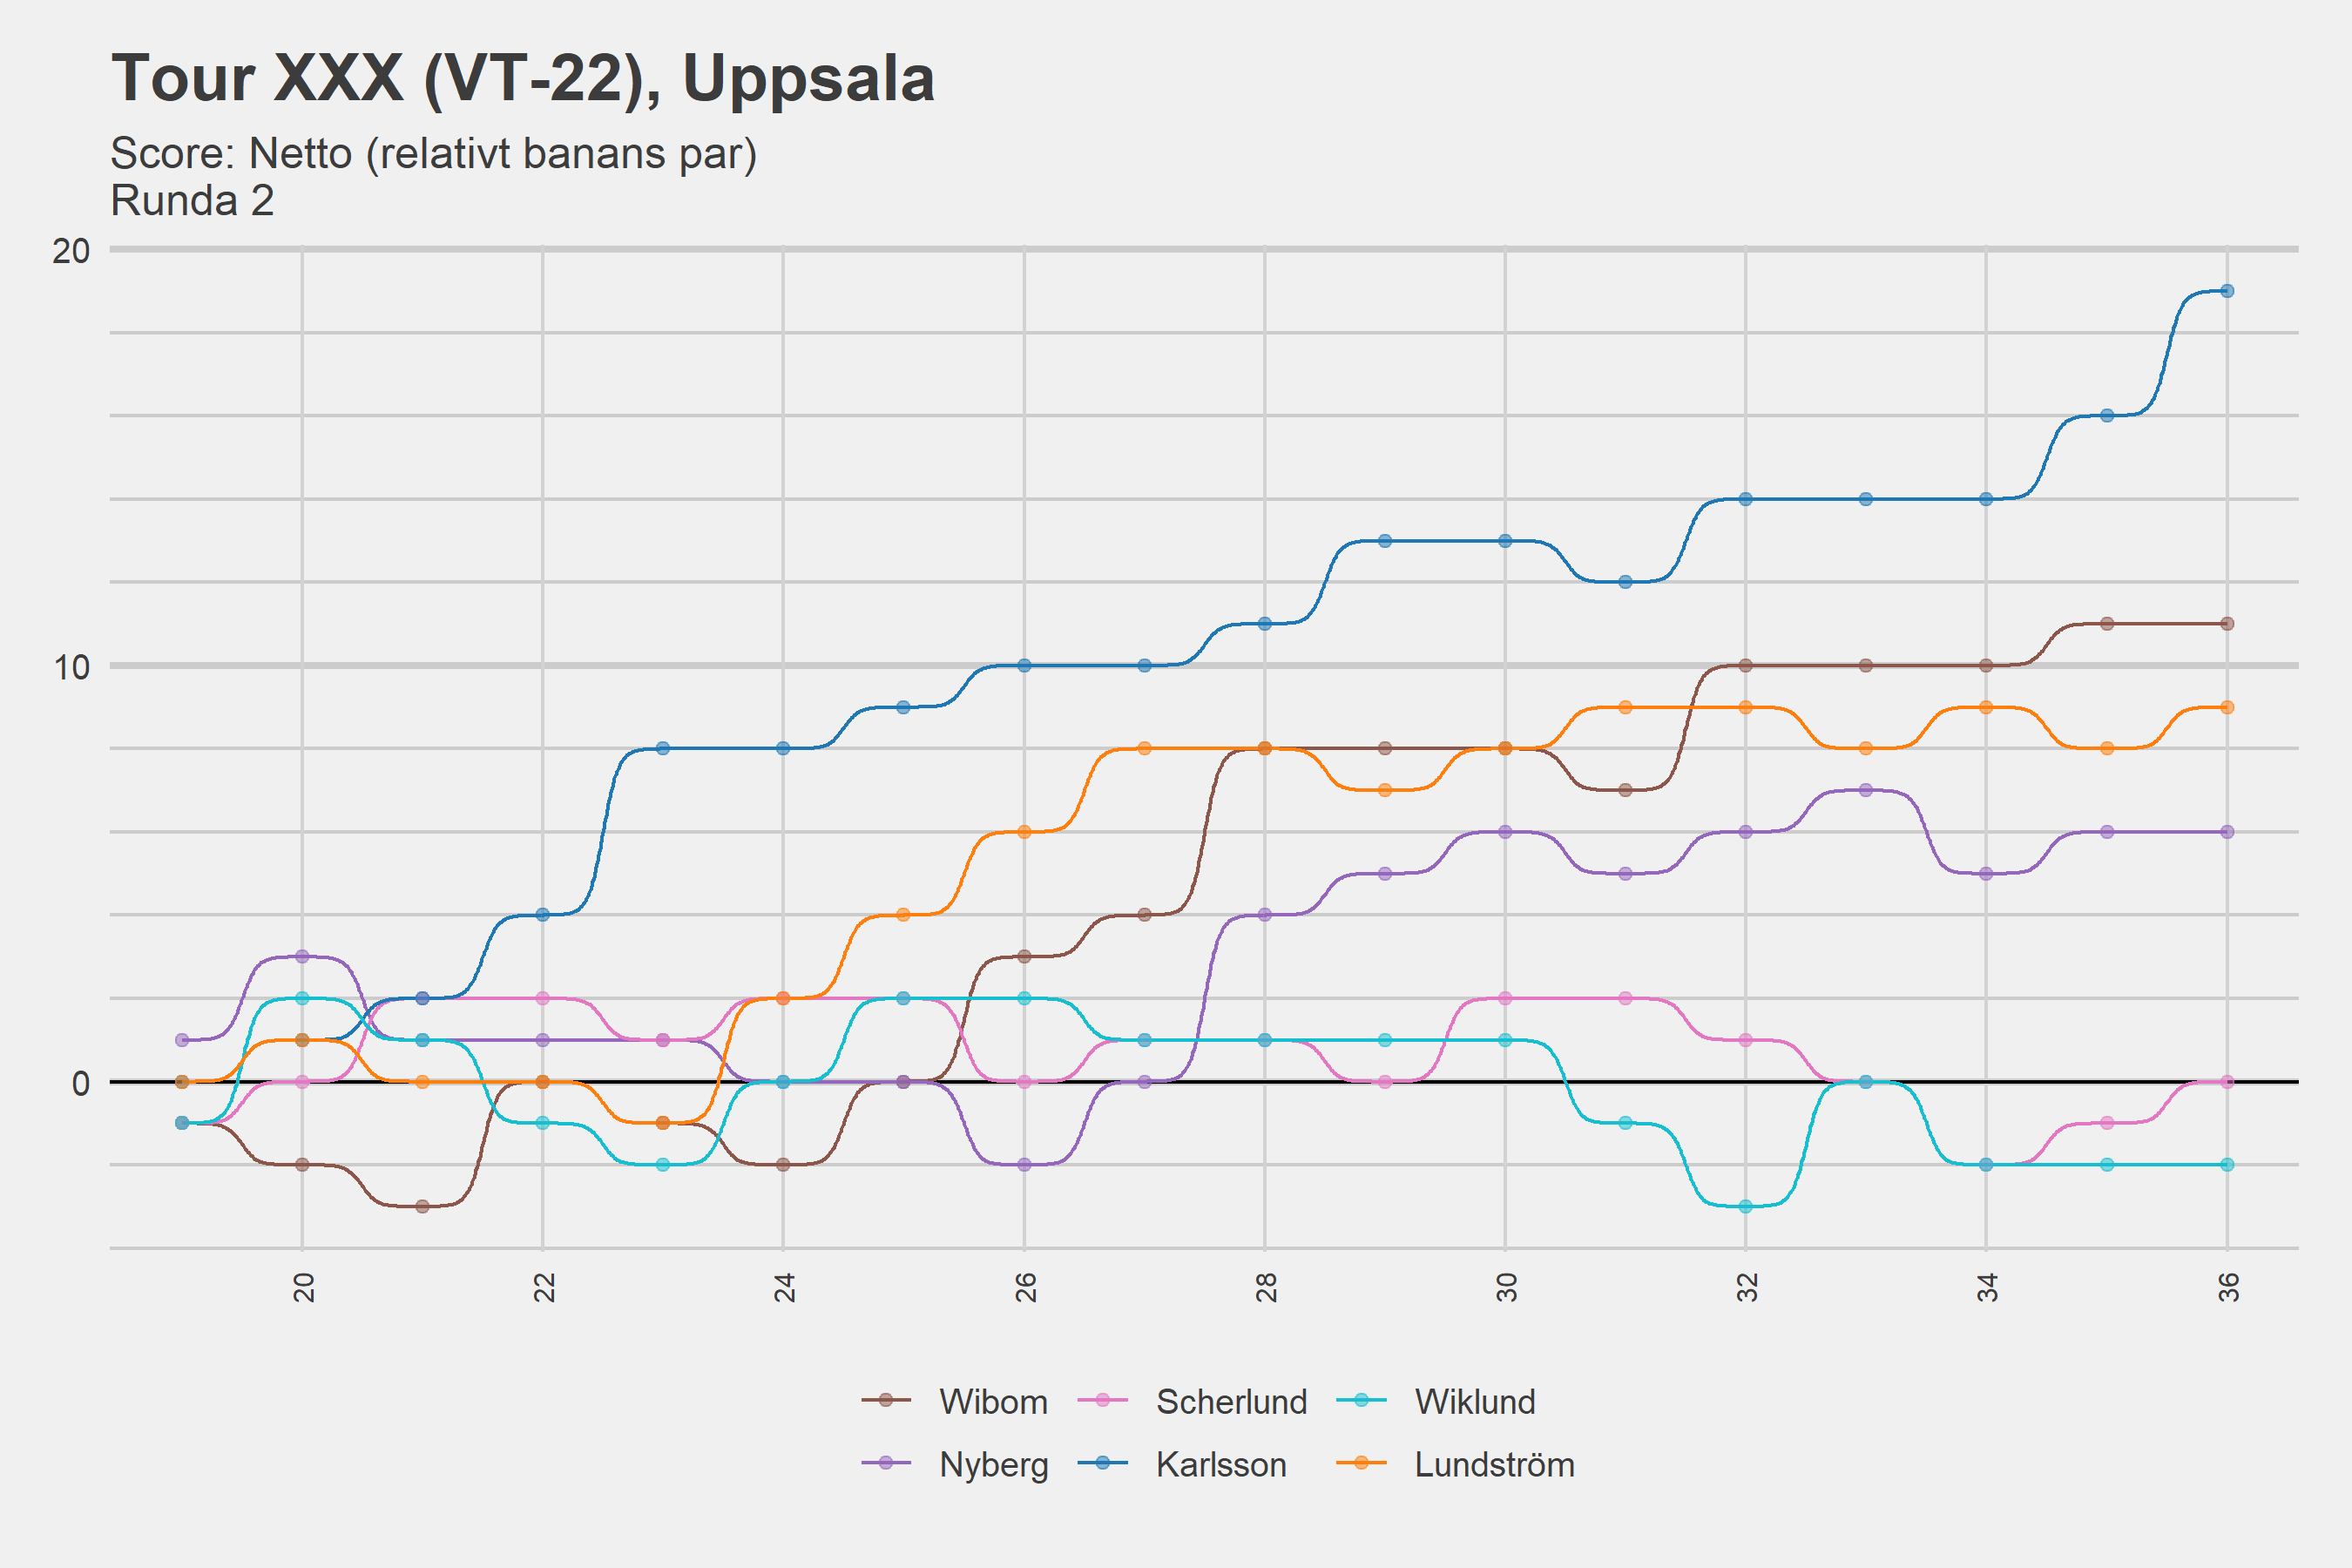 Tour XXX (VT-22), Uppsala
Score: Netto (relativt banans par)
Runda 2
20
10
0
20 22 24 26 28 30 32 34 36
Wibom Scherlund Wiklund
Nyberg Karlsson Lundström